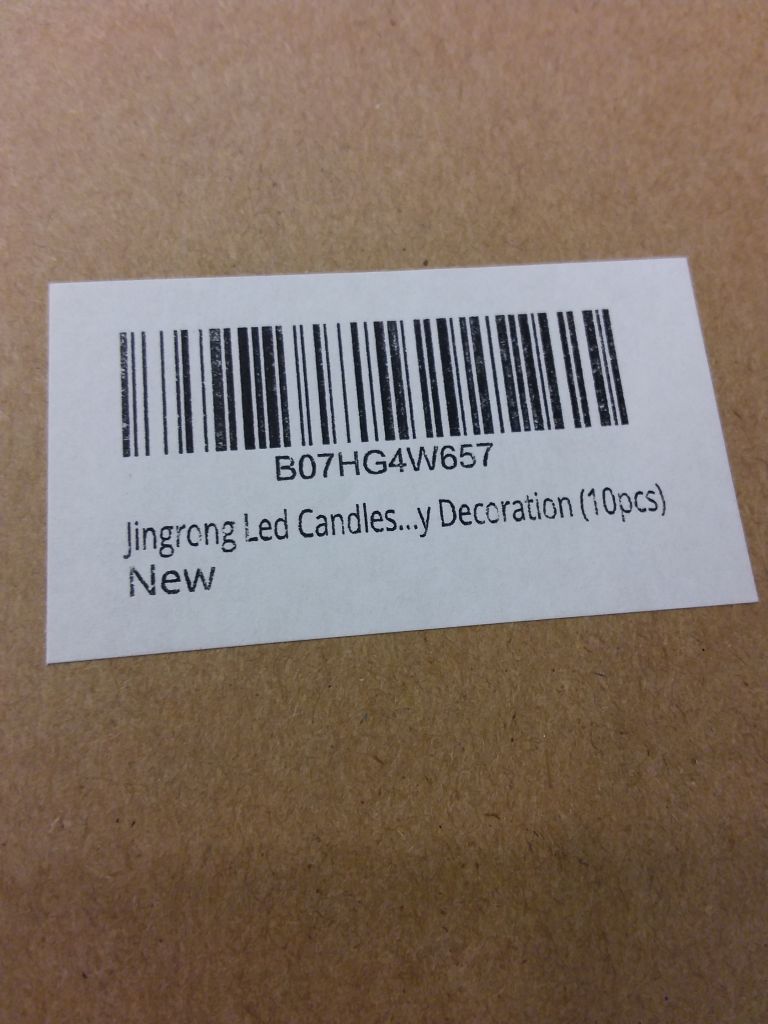 B07HG4W657
Jingrong Led Candles...y Decoration (10pcs)
New